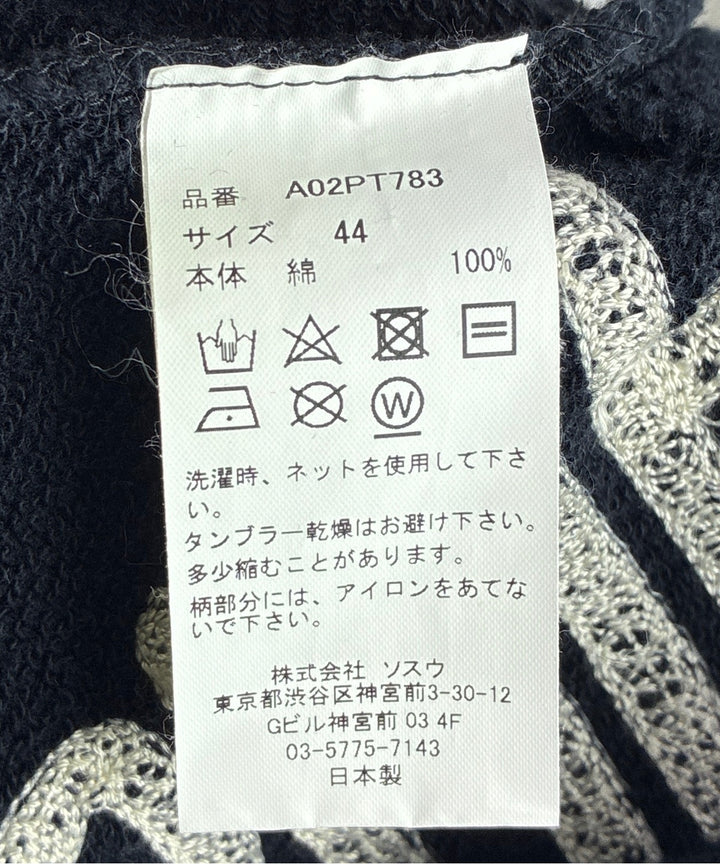 品番 A02PT783
サイズ 44
本体 綿 100%
W
洗濯時、ネットを使用して下さ
い。
タンブラー乾燥はお避け下さい。
多少縮むことがあります。
柄部分には、アイロンをあてな
いで下さい。
株式会社 ソスウ
東京都渋谷区神宮前3-30-12
Gビル神宮前 03 4F
03-5775-7143
日本製